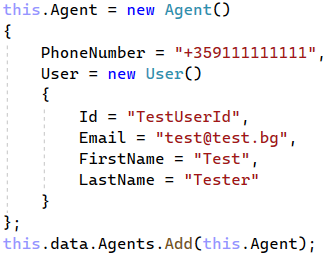 this.Agent = new Agent()
{
    PhoneNumber = "+359111111111",
    User = new User()
    {
        Id = "TestUserId",
        Email = "test@test.bg",
        FirstName = "Test",
        LastName = "Tester"
    }
};
this.data.Agents.Add(this.Agent);